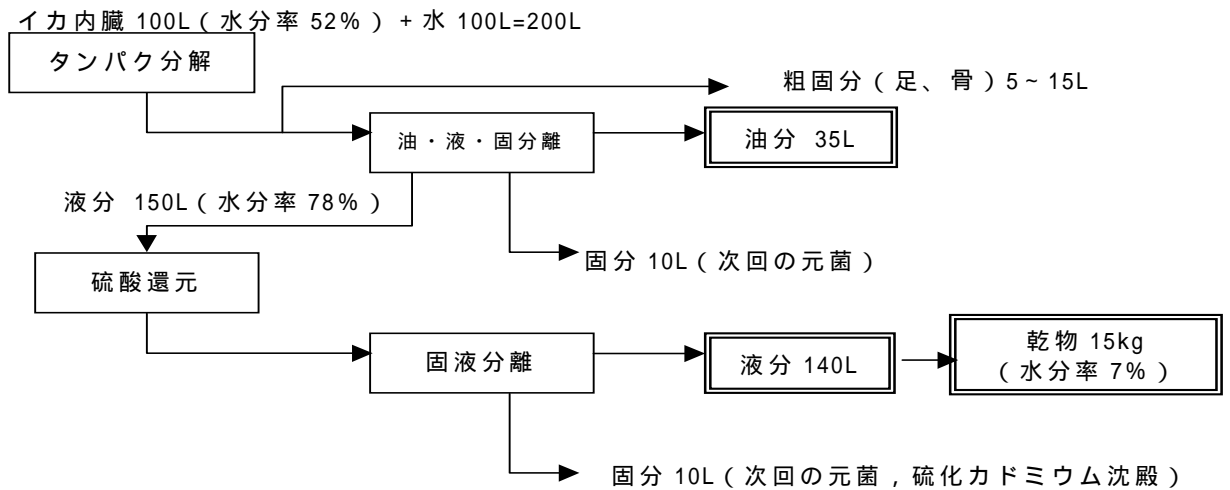 イカ内臓 100L（水分率 52%）+ 水 100L=200L
タンパク分解
粗固分（足、骨）5~15L
油・液・固分離
油分 35L
液分 150L（水分率 78%）
固分 10L（次回の元菌）
硫酸還元
固液分離
液分 140L
乾物 15kg
（水分率 7%）
固分 10L（次回の元菌，硫化カドミウム沈殿）